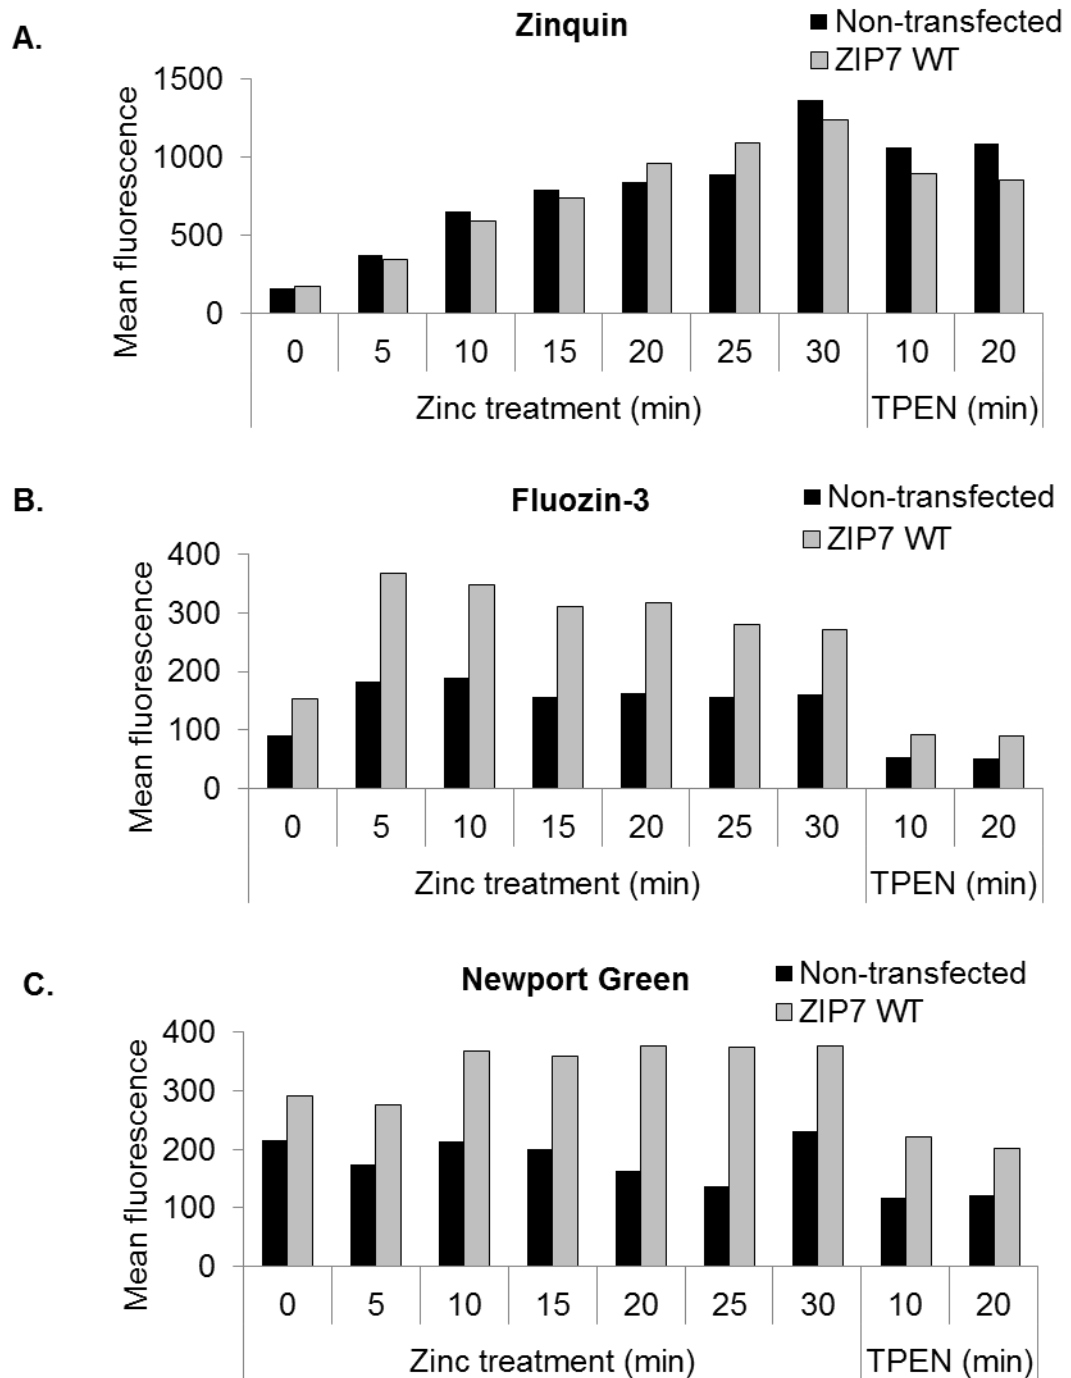 A.
Zinquin
Non-transfected
ZIP7 WT
Mean fluorescence
1500
1000
500
0
0 5 10 15 20 25 30 10 20
Zinc treatment (min) TPEN (min)
B.
Fluozin-3
Non-transfected
ZIP7 WT
Mean fluorescence
400
300
200
100
0
0 5 10 15 20 25 30 10 20
Zinc treatment (min) TPEN (min)
C.
Newport Green
Non-transfected
ZIP7 WT
Mean fluorescence
400
300
200
100
0
0 5 10 15 20 25 30 10 20
Zinc treatment (min) TPEN (min)